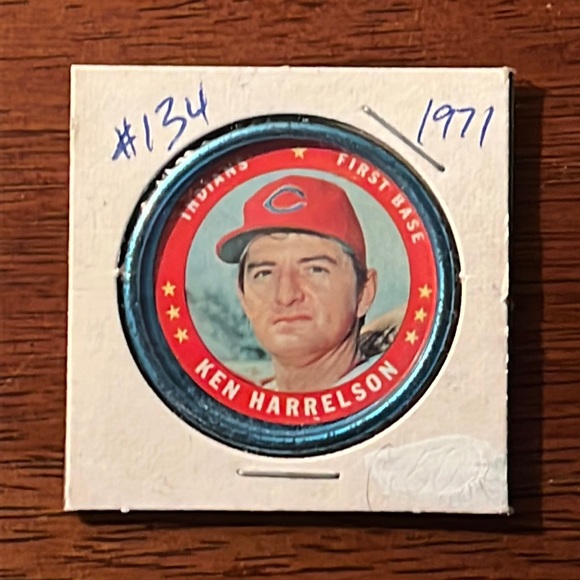 #134
1971
INDIANS ★ FIRST BASE
C
KEN HARRELSON